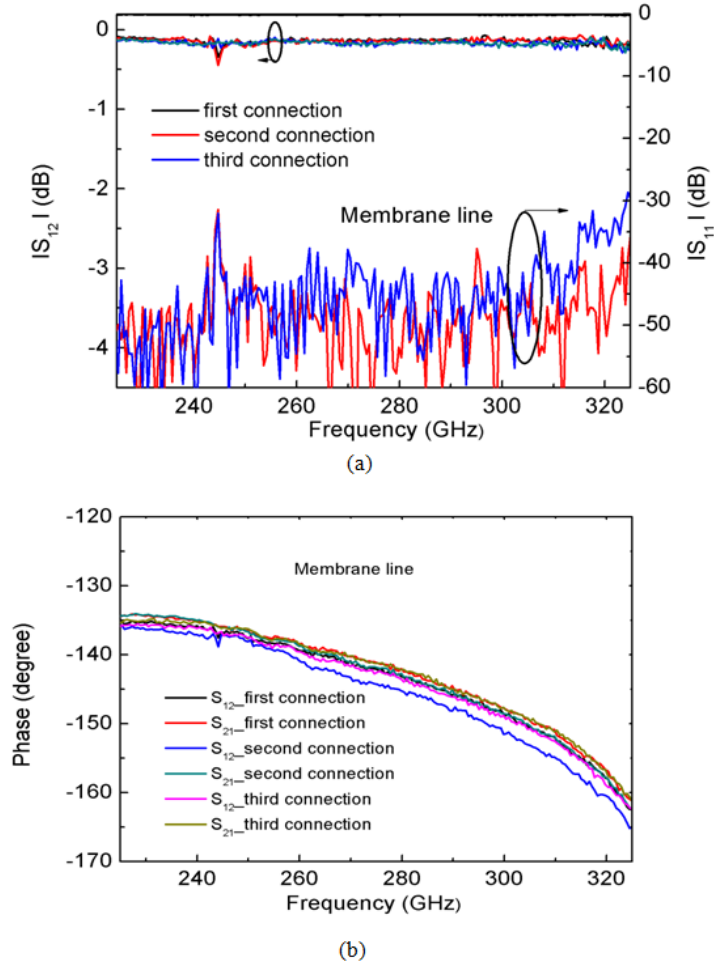 (a)
0
-1
-2
-3
-4
|S12 | (dB)
0
-10
-20
-30
-40
-50
-60
|S11 | (dB)
first connection
second connection
third connection
Membrane line
240 260 280 300 320
Frequency (GHz)
(a)
-120
-130
-140
-150
-160
-170
Phase (degree)
Membrane line
S12_first connection
S21_first connection
S12_second connection
S21_second connection
S12_third connection
S21_third connection
240 260 280 300 320
Frequency (GHz)
(b)